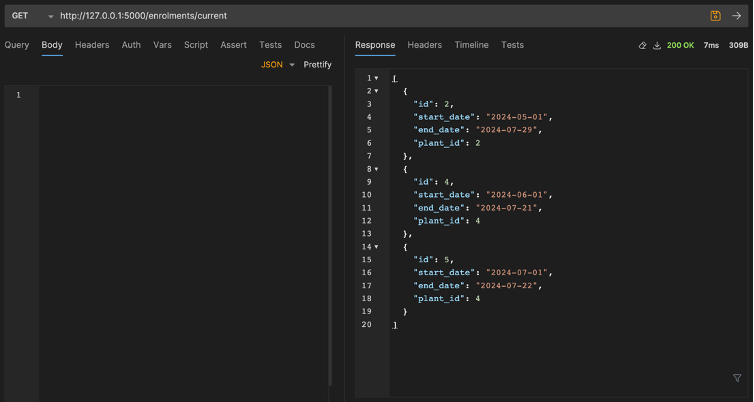 GET http://127.0.0.1:5000/enrolments/current
Query Body Headers Auth Vars Script Assert Tests Docs
JSON Prettify
1
Response Headers Timeline Tests 200 OK 7ms 309B
1 [
2 {
3 "id": 2,
4 "start_date": "2024-05-01",
5 "end_date": "2024-07-29",
6 "plant_id": 2
7 },
8 {
9 "id": 4,
10 "start_date": "2024-06-01",
11 "end_date": "2024-07-21",
12 "plant_id": 4
13 },
14 {
15 "id": 5,
16 "start_date": "2024-07-01",
17 "end_date": "2024-07-22",
18 "plant_id": 4
19 }
20 ]